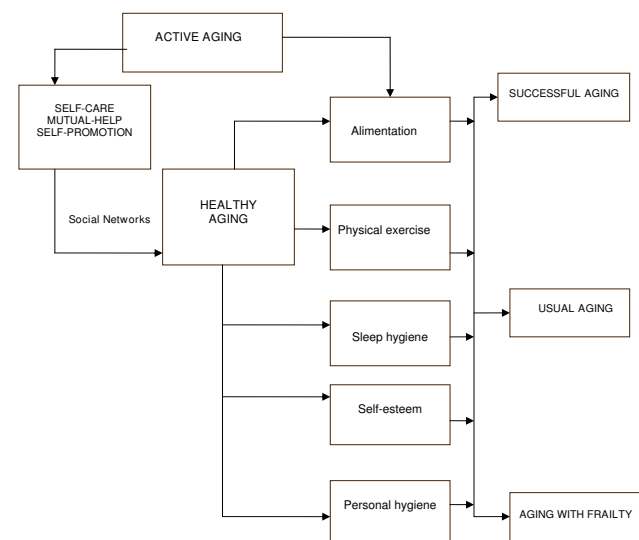 ACTIVE AGING
SELF-CARE
MUTUAL-HELP
SELF-PROMOTION
Social Networks
HEALTHY
AGING
Alimentation
Physical exercise
Sleep hygiene
Self-esteem
Personal hygiene
SUCCESSFUL AGING
USUAL AGING
AGING WITH FRAILTY